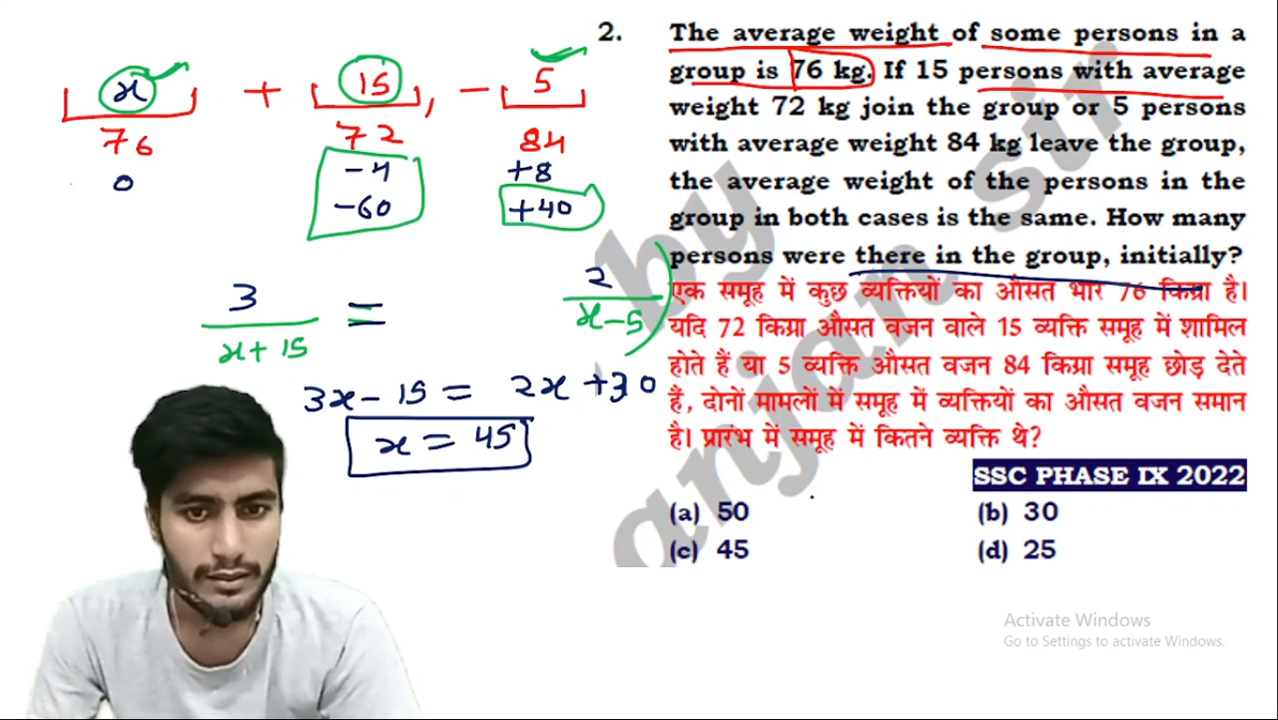 x + 15, - 5
76 72 84
0 -4 +8
-60 +40
3/(x+15) = 2/(x-5)
3x - 15 = 2x + 30
x = 45
2. The average weight of some persons in a
group is 76 kg. If 15 persons with average
weight 72 kg join the group or 5 persons
with average weight 84 kg leave the group,
the average weight of the persons in the
group in both cases is the same. How many
persons were there in the group, initially?
एक समूह में कुछ व्यक्तियों का औसत भार 76 किग्रा है।
यदि 72 किग्रा औसत वजन वाले 15 व्यक्ति समूह में शामिल
होते हैं या 5 व्यक्ति औसत वजन 84 किग्रा समूह छोड़ देते
हैं, दोनों मामलों में समूह में व्यक्तियों का औसत वजन समान
है। प्रारंभ में समूह में कितने व्यक्ति थे?
SSC PHASE IX 2022
(a) 50 (b) 30
(c) 45 (d) 25
by
anjan sir
Activate Windows
Go to Settings to activate Windows.